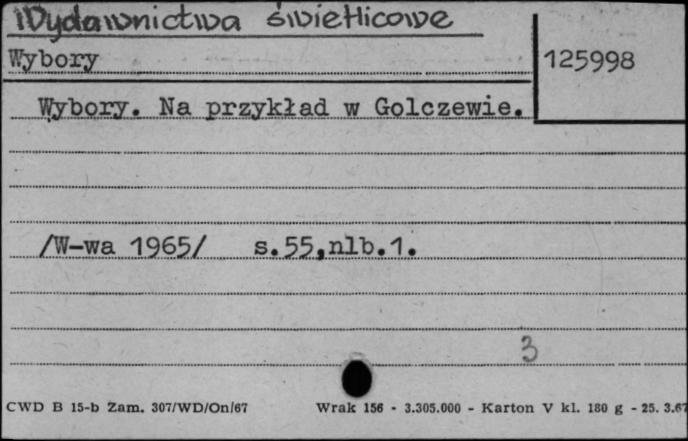 Wydawnictwa świetlicowe
Wybory
125998
Wybory. Na przykład w Golczewie.
/W-wa 1965/ s.55,nlb.1.
3
CWD B 15-b Zam. 307/WD/On/67 Wrak 156 - 3.305.000 - Karton V kl. 180 g - 25. 3.67